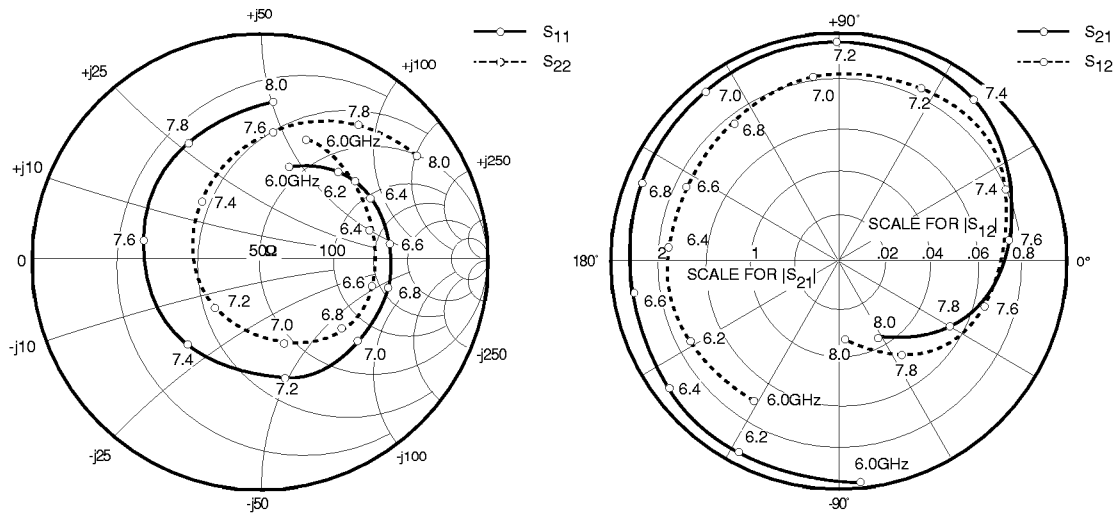 +j50
S11
S22
+j25
+j100
8.0
7.8
7.8
7.6
6.0GHz
8.0
+j10
+j250
6.0GHz
6.2
6.4
7.4
7.6
6.4
6.6
0
50Ω
100
6.6
6.8
7.2
7.0
6.8
-j10
7.4
7.0
-j250
7.2
-j25
-j100
-j50
+90°
S21
S12
7.2
7.0
7.0
7.2
7.4
6.8
6.8
6.6
7.4
SCALE FOR |S12|
6.4
7.6
180°
2
1
.02
.04
.06
0.8
0°
SCALE FOR |S21|
6.6
7.8
7.6
6.2
8.0
8.0
7.8
6.4
6.0GHz
6.2
6.0GHz
-90°